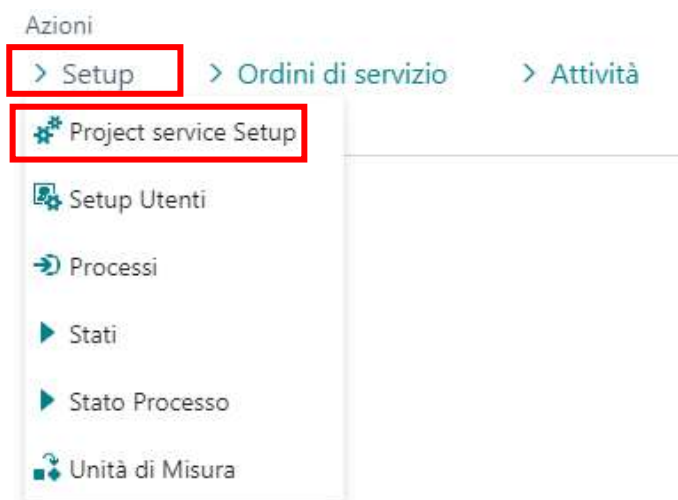 Azioni
> Setup > Ordini di servizio > Attività
Project service Setup
Setup Utenti
Processi
Stati
Stato Processo
Unità di Misura